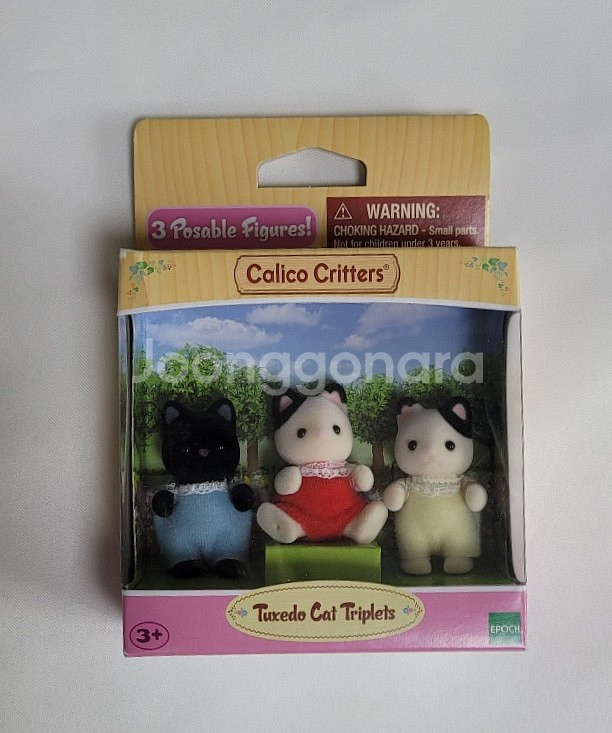 3 Posable Figures!
WARNING:
CHOKING HAZARD - Small parts.
Not for children under 3 years.
Calico Critters®
Joonggonara
Tuxedo Cat Triplets
3+
EPOCH